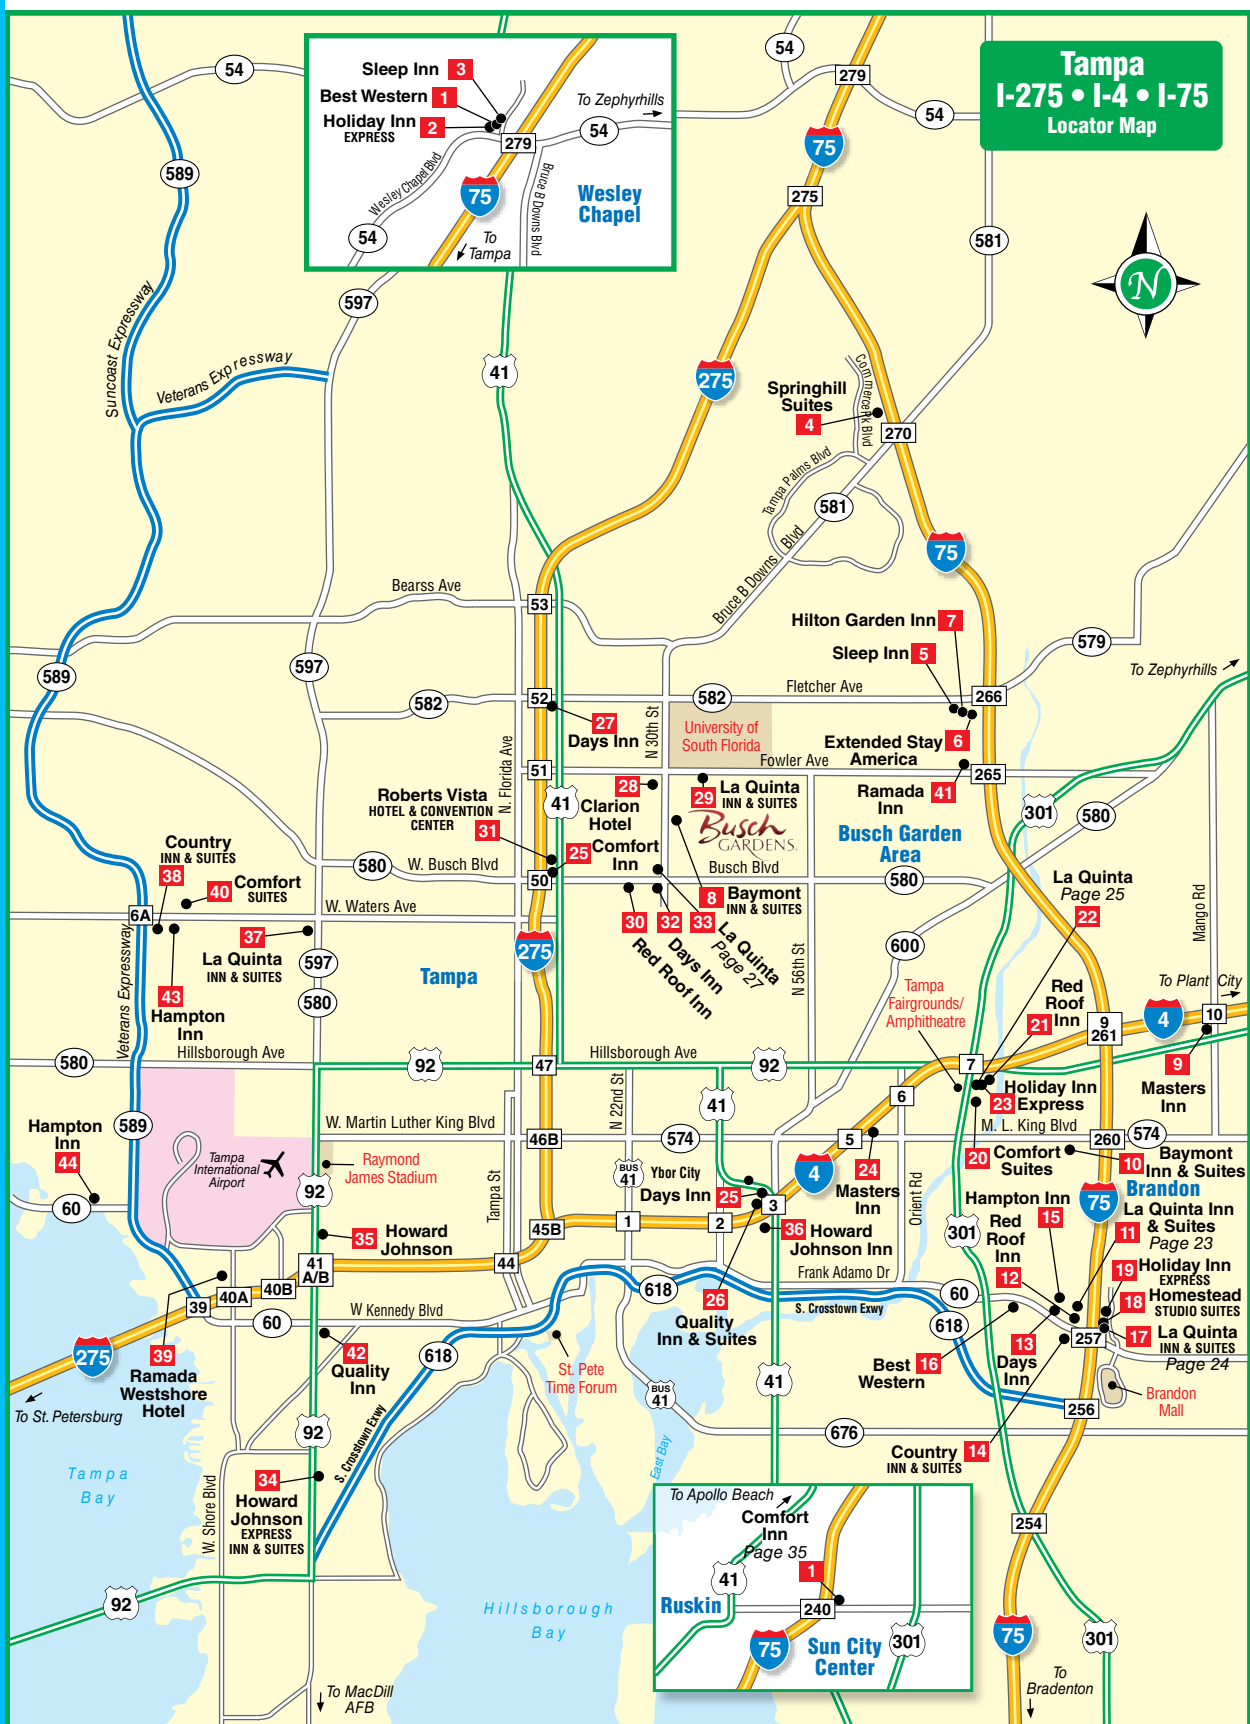 Tampa
I-275 • I-4 • I-75
Locator Map
54
54
279
54
589
Sleep Inn 3
Best Western 1
Holiday Inn 2
EXPRESS
To Zephyrhills
54
279
Wesley Chapel Blvd
Bruce B Downs Blvd
75
Wesley
Chapel
54
To
Tampa
75
275
581
N
597
41
Suncoast Expressway
Veterans Expressway
275
Springhill
Suites
4
Commerce Pk Blvd
270
Tampa Palms Blvd
581
Bruce B Downs Blvd
75
Bearss Ave
53
Hilton Garden Inn 7
Sleep Inn 5
579
To Zephyrhills
597
589
Fletcher Ave
266
582
52
582
27
Days Inn
N 30th St
University of
South Florida
Extended Stay 6
America
Fowler Ave
N. Florida Ave
51
265
28
29
La Quinta
INN & SUITES
Ramada 41
Inn
Roberts Vista
HOTEL & CONVENTION
CENTER
31
41
Clarion
Hotel
Busch
GARDENS.
Busch Garden
Area
301
580
Country
INN & SUITES
38
40 Comfort
SUITES
25 Comfort
Inn
580
W. Busch Blvd
50
Busch Blvd
580
La Quinta
Page 25
22
8 Baymont
INN & SUITES
W. Waters Ave
6A
30
32
33
Red Roof Inn
Days Inn
La Quinta
Page 27
37
La Quinta
INN & SUITES
597
580
Veterans Expressway
275
Tampa
N 56th St
600
Mango Rd
43
Hampton
Inn
Tampa
Fairgrounds/
Amphitheatre
Red
Roof
Inn
21
To Plant City
4
10
9
261
Hillsborough Ave
580
92
47
Hillsborough Ave
92
7
9
Masters
Inn
Holiday Inn
Express
23
41
N 22nd St
6
589
W. Martin Luther King Blvd
46B
574
5
M. L. King Blvd
260
574
Hampton
Inn
44
60
Tampa
International
Airport
Raymond
James Stadium
92
Tampa St
BUS
41
Ybor City
Days Inn 25
4
24
Masters
Inn
Orient Rd
20 Comfort
Suites
10 Baymont
Inn & Suites
Brandon
75
Hampton Inn
15
La Quinta Inn
& Suites
Page 23
11
35 Howard
Johnson
45B
1
2
3
36 Howard
Johnson Inn
301
Red
Roof
Inn
12
19 Holiday Inn
EXPRESS
18 Homestead
STUDIO SUITES
41
A/B
44
Frank Adamo Dr
60
40A
40B
39
618
26
Quality
Inn & Suites
S. Crosstown Exwy
618
W Kennedy Blvd
60
257
17 La Quinta
INN & SUITES
Page 24
13
Days
Inn
275
39
Ramada
Westshore
Hotel
42
Quality
Inn
618
St. Pete
Time Forum
Best 16
Western
To St. Petersburg
BUS
41
41
256
Brandon
Mall
92
S. Crosstown Exwy
676
Country 14
INN & SUITES
Tampa
Bay
W. Shore Blvd
34
Howard
Johnson
EXPRESS
INN & SUITES
East Bay
To Apollo Beach
Comfort
Inn
Page 35
1
41
Ruskin
240
75
Sun City
Center
301
254
92
Hillsborough
Bay
75
301
To MacDill
AFB
To
Bradenton